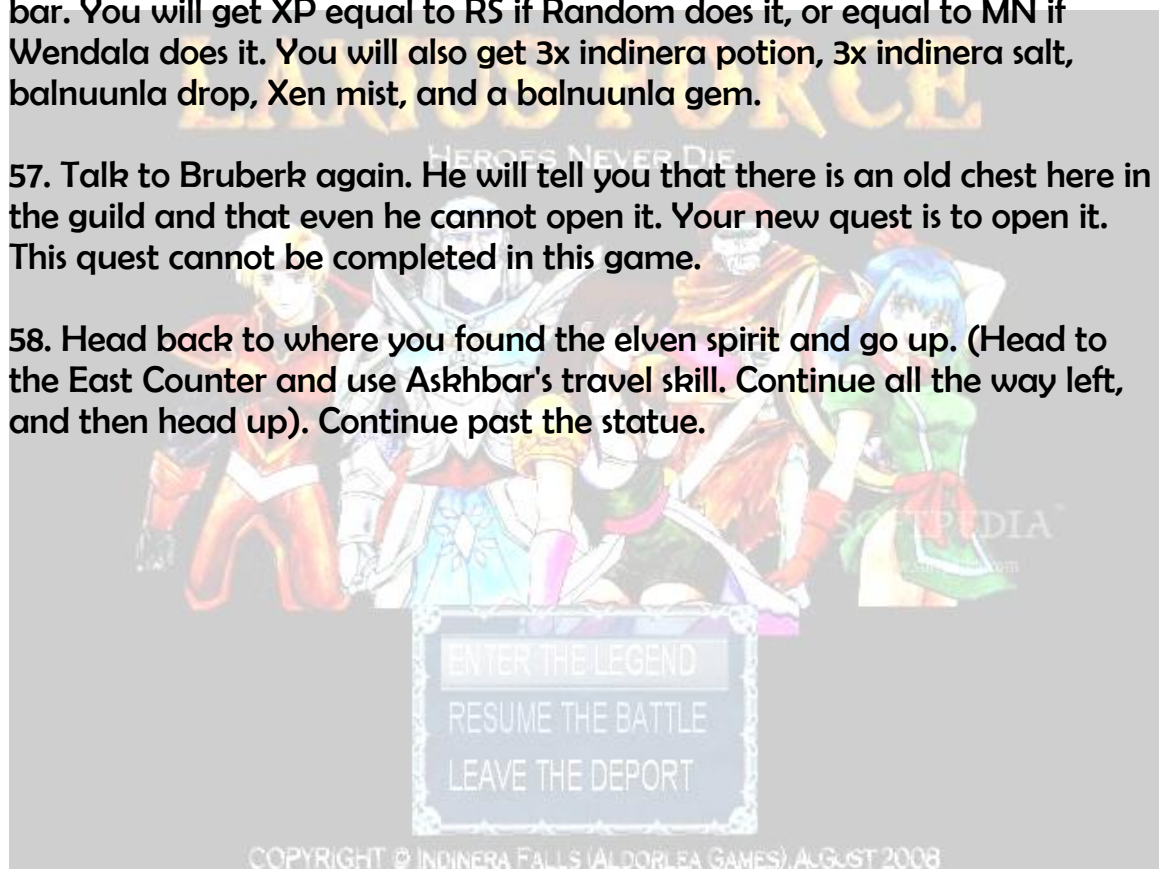 bar. You will get XP equal to RS if Random does it, or equal to MN if
Wendala does it. You will also get 3x indinera potion, 3x indinera salt,
balnuunla drop, Xen mist, and a balnuunla gem.
LAXIUS FORCE
HEROES NEVER DIE
57. Talk to Bruberk again. He will tell you that there is an old chest here in
the guild and that even he cannot open it. Your new quest is to open it.
This quest cannot be completed in this game.
58. Head back to where you found the elven spirit and go up. (Head to
the East Counter and use Askhbar's travel skill. Continue all the way left,
and then head up). Continue past the statue.
SOFTPEDIA
ENTER THE LEGEND
RESUME THE BATTLE
LEAVE THE DEPORT
COPYRIGHT © INDINERA FALLS (ALDORLEA GAMES), AUGUST 2008